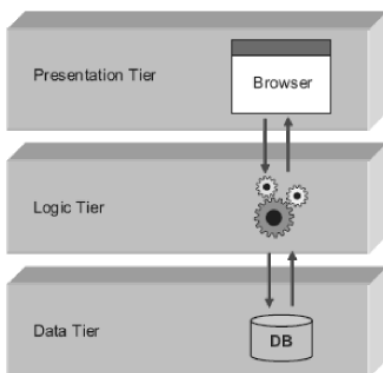 Presentation Tier
Browser
Logic Tier
Data Tier
DB